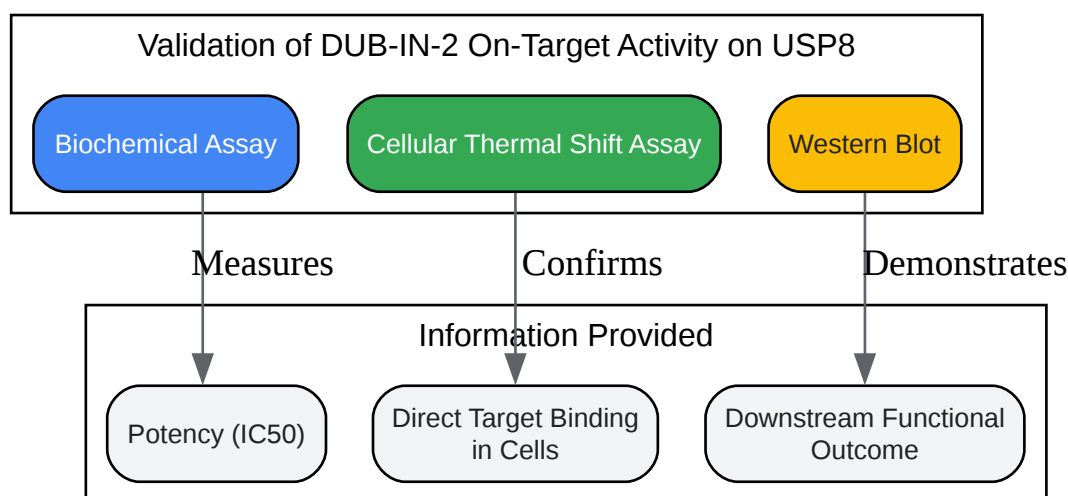 Validation of DUB-IN-2 On-Target Activity on USP8
Biochemical Assay
Cellular Thermal Shift Assay
Western Blot
Measures
Confirms
Demonstrates
Information Provided
Potency (IC50)
Direct Target Binding
in Cells
Downstream Functional
Outcome